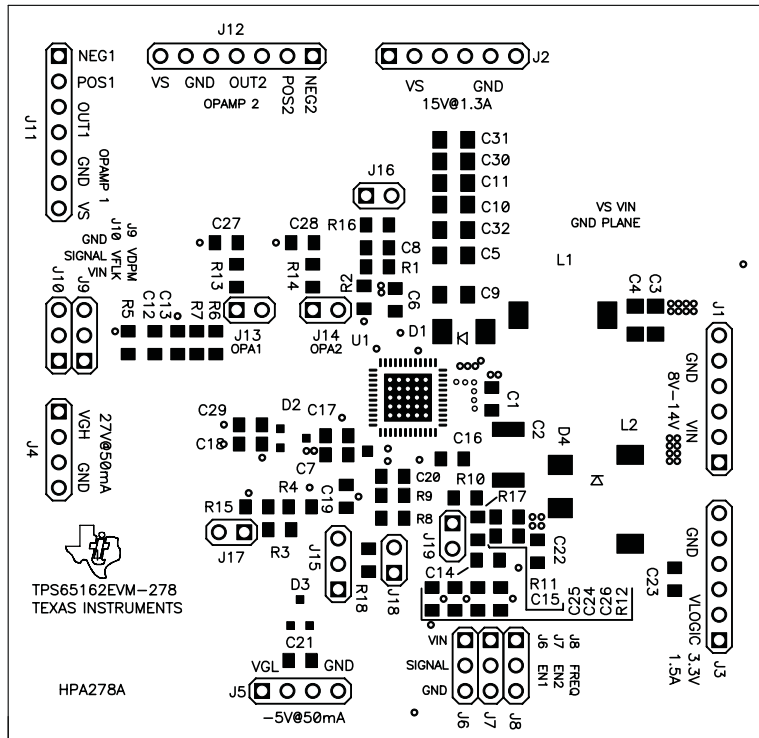 J12
NEG1
POS1
OUT1
GND
VS
J11
OPAMP 1
VS GND OUT2 POS2 NEG2
OPAMP 2
J2
VS GND
15V@1.3A
C31
C30
C11
C10
C32
C5
C9
J16
R16
C8
R1
R2
C6
C27
C28
R13
R14
J9 VDPM
J10 VFLK
GND
SIGNAL
VIN
J10
J9
R5
C12
C13
R7
R6
J13
OPA1
J14
OPA2
U1
D1
VS VIN
GND PLANE
L1
C4
C3
J1
GND
8V-14V
VIN
C1
C2
D4
L2
J4
VGH
GND
27V@50mA
C29
C18
D2
C17
C7
C16
C20
R9
R8
R10
R17
R15
R4
C19
J17
R3
J15
R18
J18
J19
C22
C14
R11
C15
C25
C24
C26
R12
C23
GND
VLOGIC 3.3V
1.5A
J3
TPS65162EVM-278
TEXAS INSTRUMENTS
D3
C21
VGL GND
J5
-5V@50mA
HPA278A
VIN
SIGNAL
GND
J6
J7
J8
J8 FREQ
J7 EN2
J6 EN1